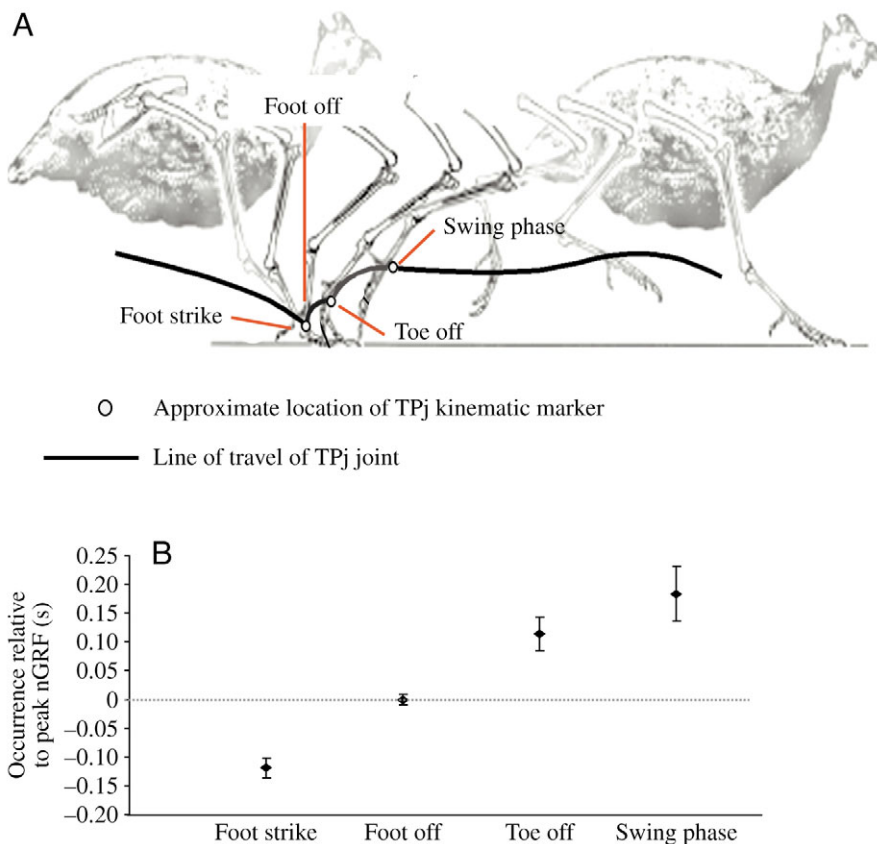 A
Foot off
Swing phase
Foot strike
Toe off
Approximate location of TPj kinematic marker
Line of travel of TPj joint
B
Occurrence relative
to peak nGRF (s)
0.25
0.20
0.15
0.10
0.05
0
–0.05
–0.10
–0.15
–0.20
Foot strike Foot off Toe off Swing phase